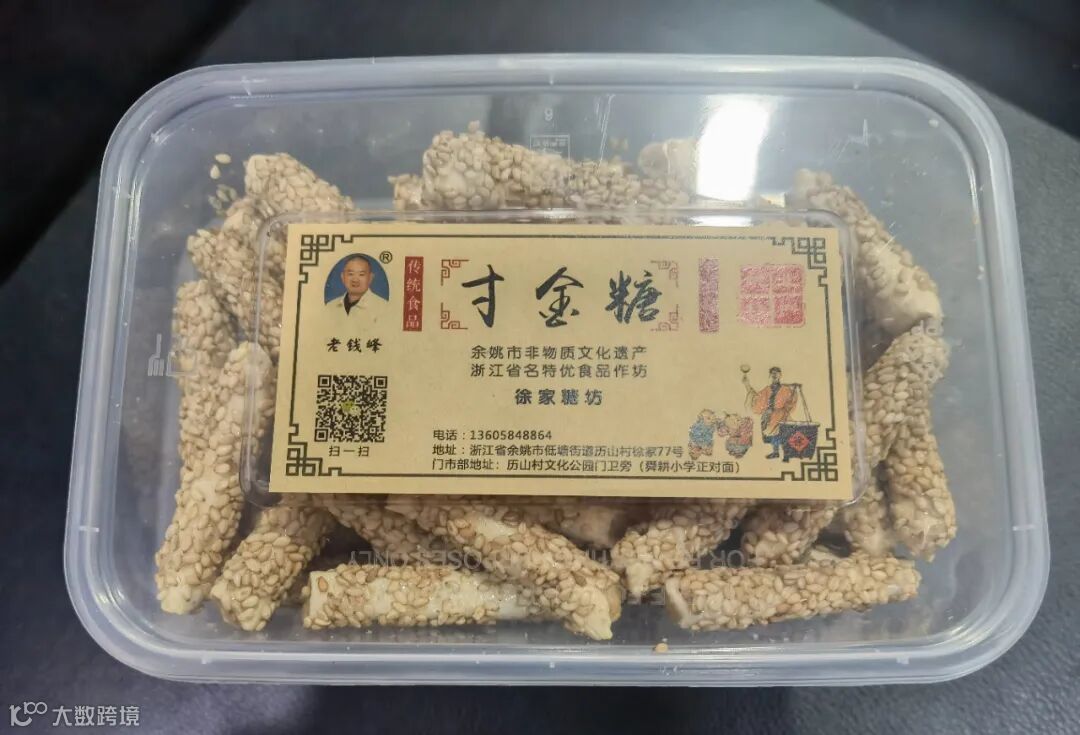 ®
传统食品
寸金糖
老钱峰
余姚市非物质文化遗产
浙江省名特优食品作坊
徐家糖坊
扫一扫
电话：13605848864
地址：浙江省余姚市低塘街道历山村徐家77号
门市部地址：历山村文化公园门卫旁（舜耕小学正对面）
OSES ONLY
FOR
大数跨境